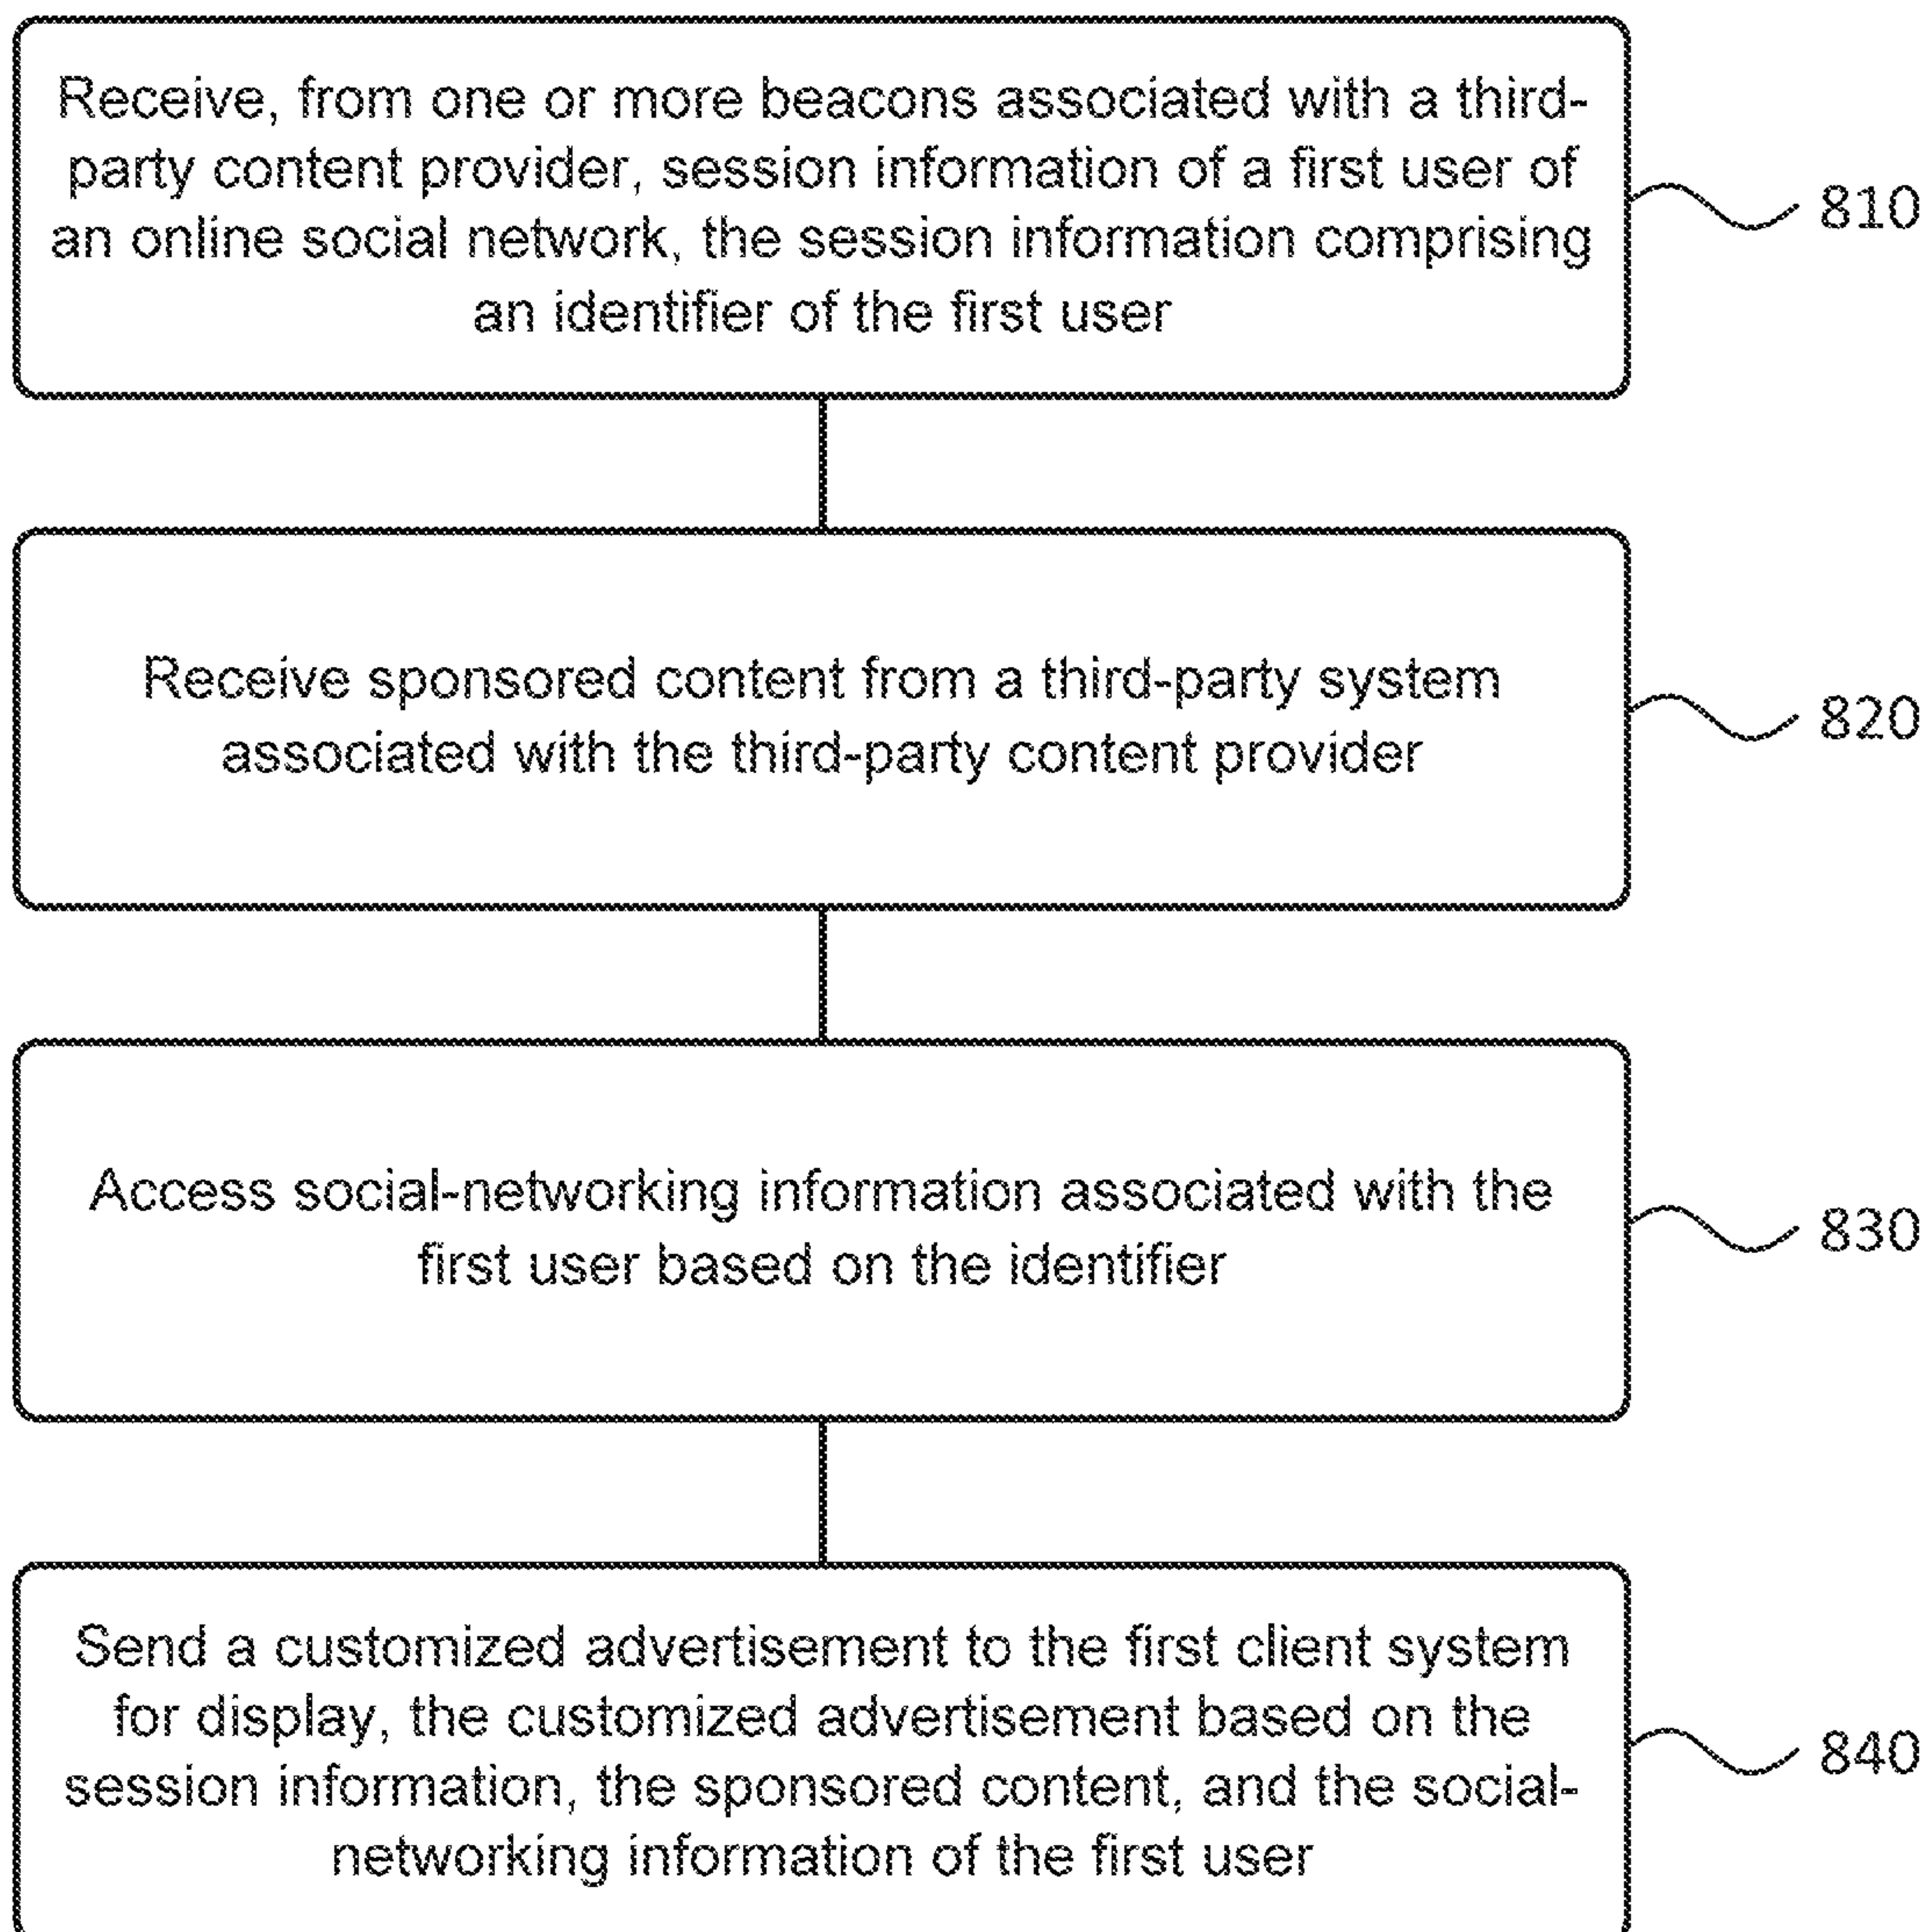 Receive, from one or more beacons associated with a third-
party content provider, session information of a first user of
an online social network, the session information comprising
an identifier of the first user
810
Receive sponsored content from a third-party system
associated with the third-party content provider
820
Access social-networking information associated with the
first user based on the identifier
830
Send a customized advertisement to the first client system
for display, the customized advertisement based on the
session information, the sponsored content, and the social-
networking information of the first user
840